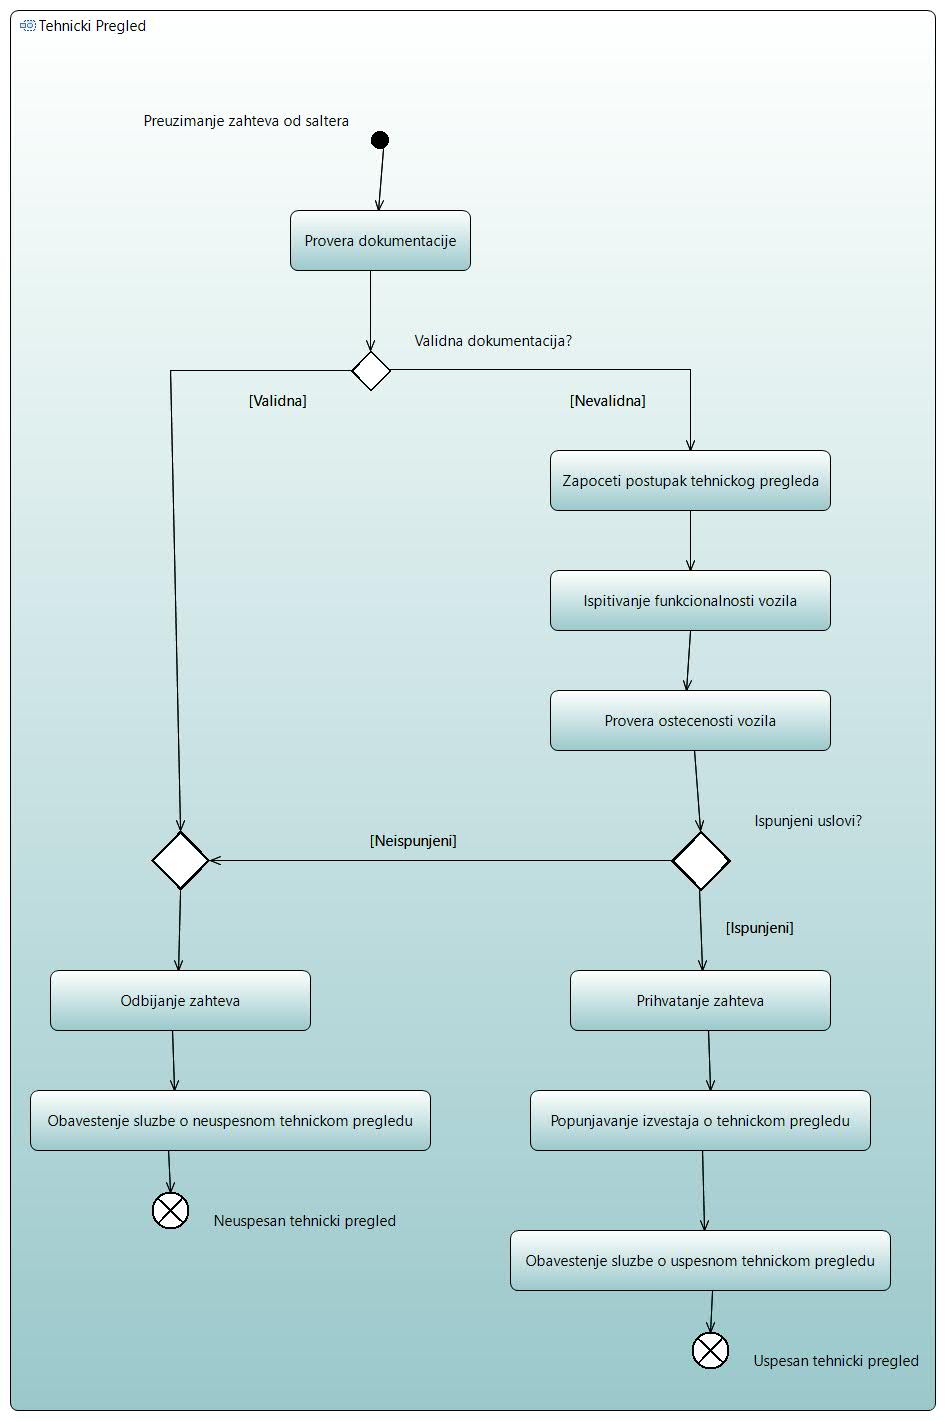 Tehnicki Pregled
Preuzimanje zahteva od saltera
Provera dokumentacije
Validna dokumentacija?
[Validna]
[Nevalidna]
Zapoceti postupak tehnickog pregleda
Ispitivanje funkcionalnosti vozila
Provera ostecenosti vozila
Ispunjeni uslovi?
[Neispunjeni]
[Ispunjeni]
Odbijanje zahteva
Prihvatanje zahteva
Obavestenje sluzbe o neuspesnom tehnickom pregledu
Popunjavanje izvestaja o tehnickom pregledu
Neuspesan tehnicki pregled
Obavestenje sluzbe o uspesnom tehnickom pregledu
Uspesan tehnicki pregled